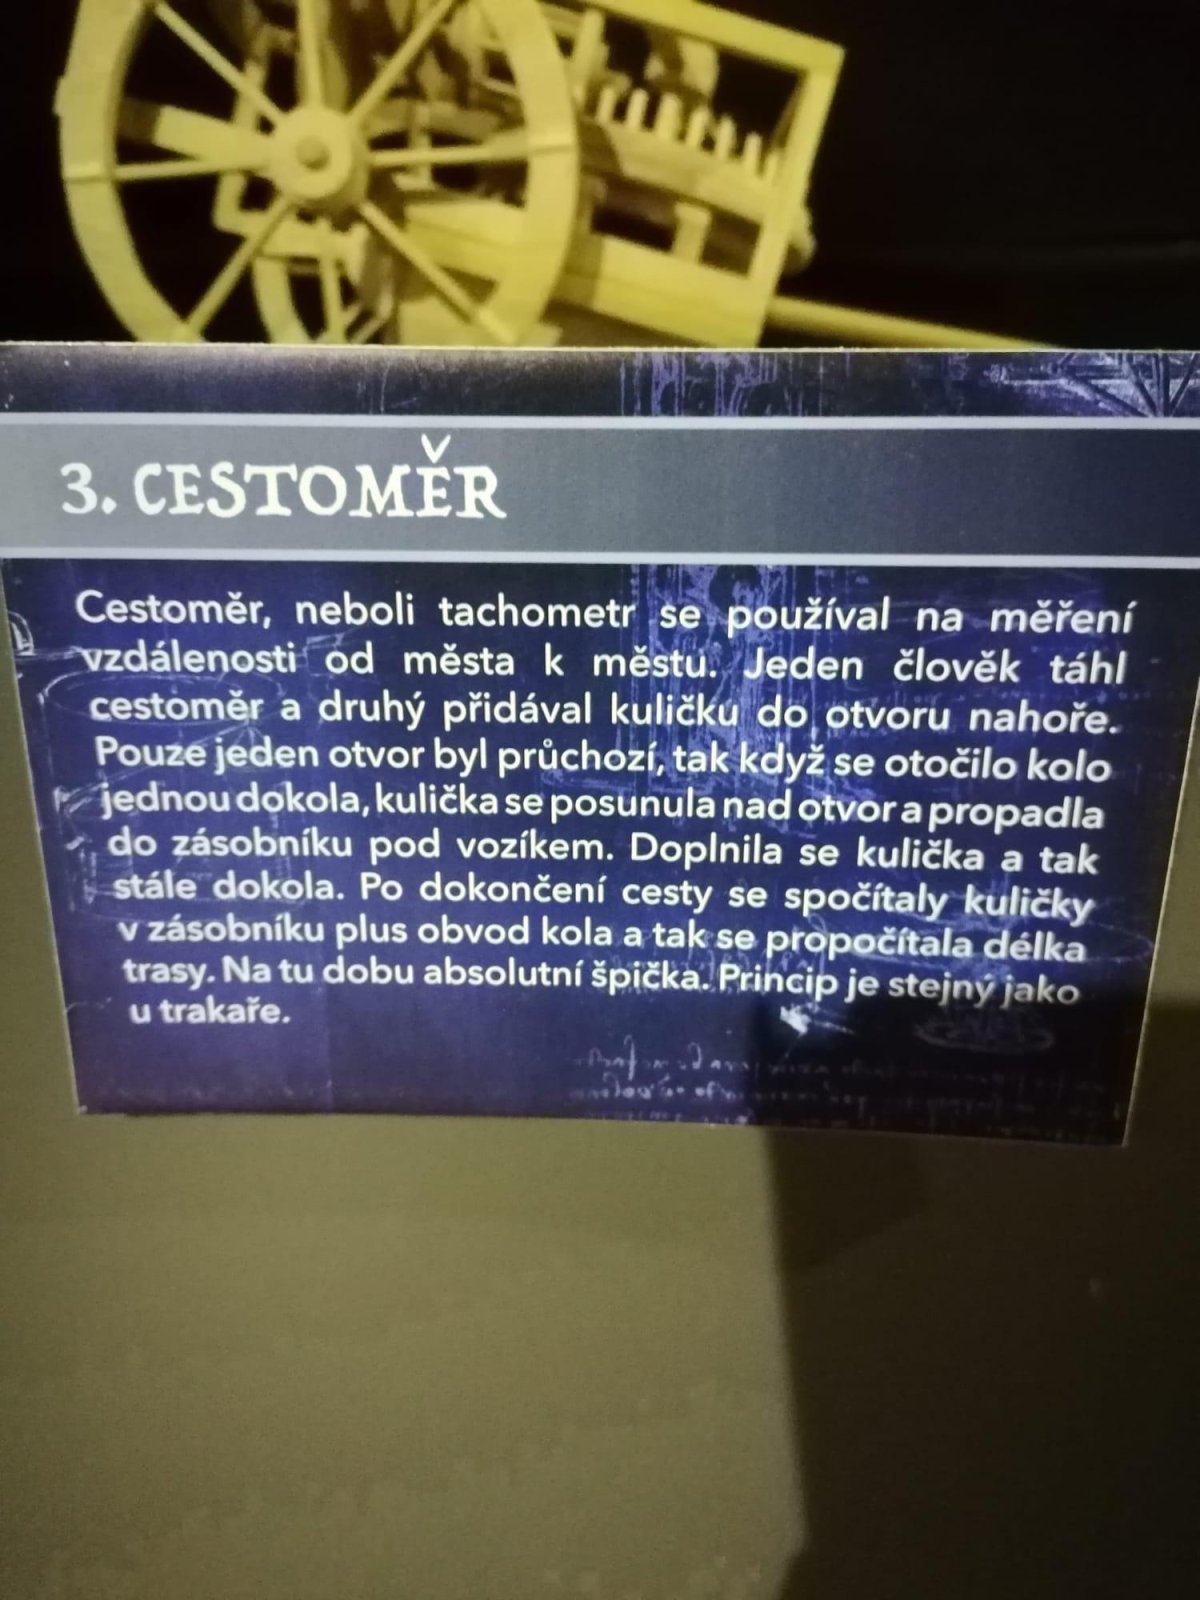 3. CESTOMĚR
Cestoměr, neboli tachometr se používal na měření
vzdálenosti od města k městu. Jeden člověk táhl
cestoměr a druhý přidával kuličku do otvoru nahoře.
Pouze jeden otvor byl průchozí, tak když se otočilo kolo
jednou dokola, kulička se posunula nad otvor a propadla
do zásobníku pod vozíkem. Doplnila se kulička a tak
stále dokola. Po dokončení cesty se spočítaly kuličky
v zásobníku plus obvod kola a tak se propočítala délka
trasy. Na tu dobu absolutní špička. Princip je stejný jako
u trakaře.